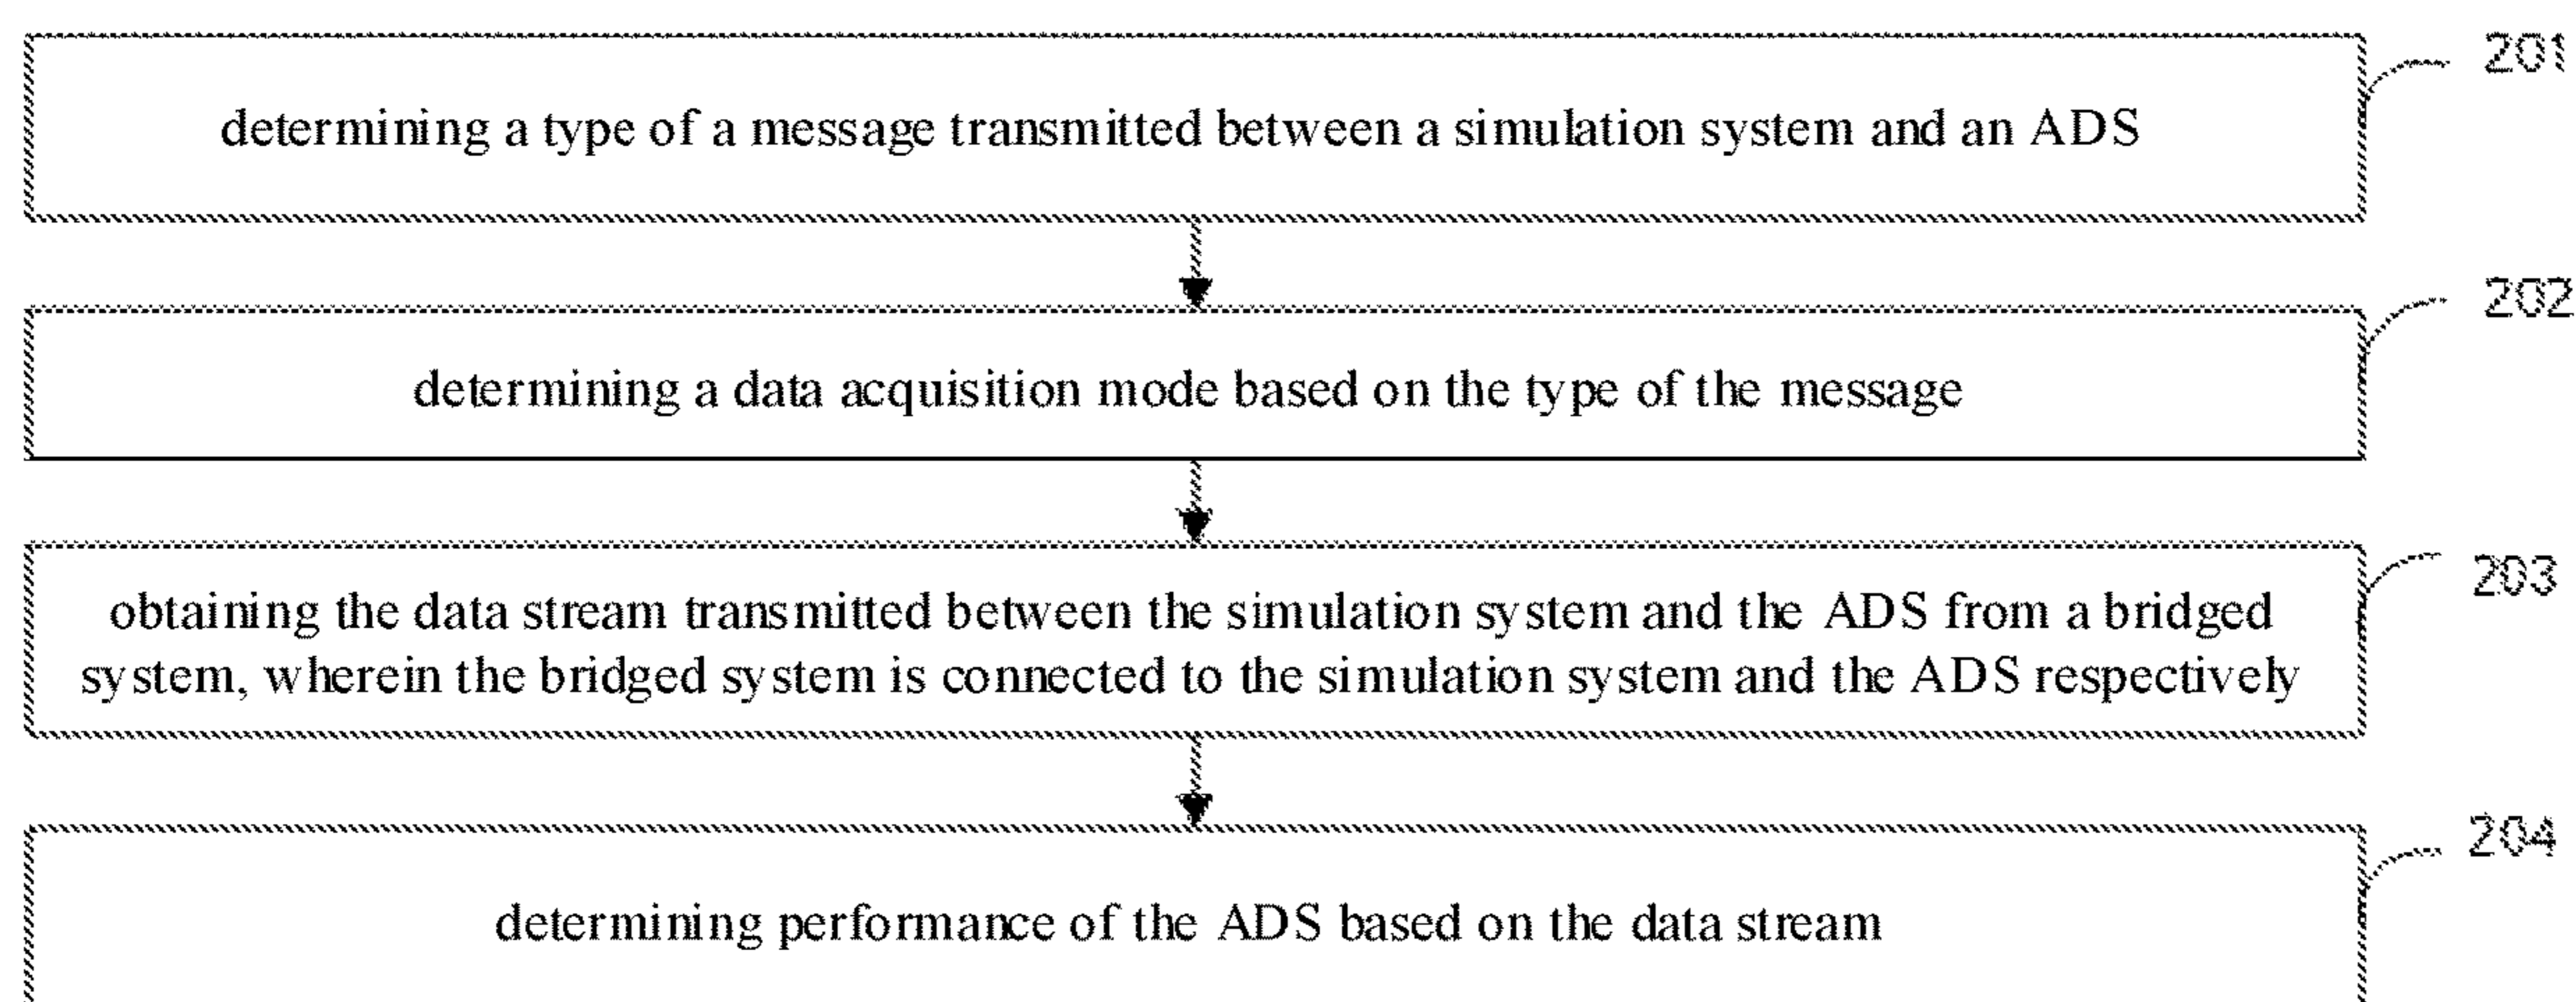 201
determining a type of a message transmitted between a simulation system and an ADS
202
determining a data acquisition mode based on the type of the message
203
obtaining the data stream transmitted between the simulation system and the ADS from a bridged
system, wherein the bridged system is connected to the simulation system and the ADS respectively
204
determining performance of the ADS based on the data stream